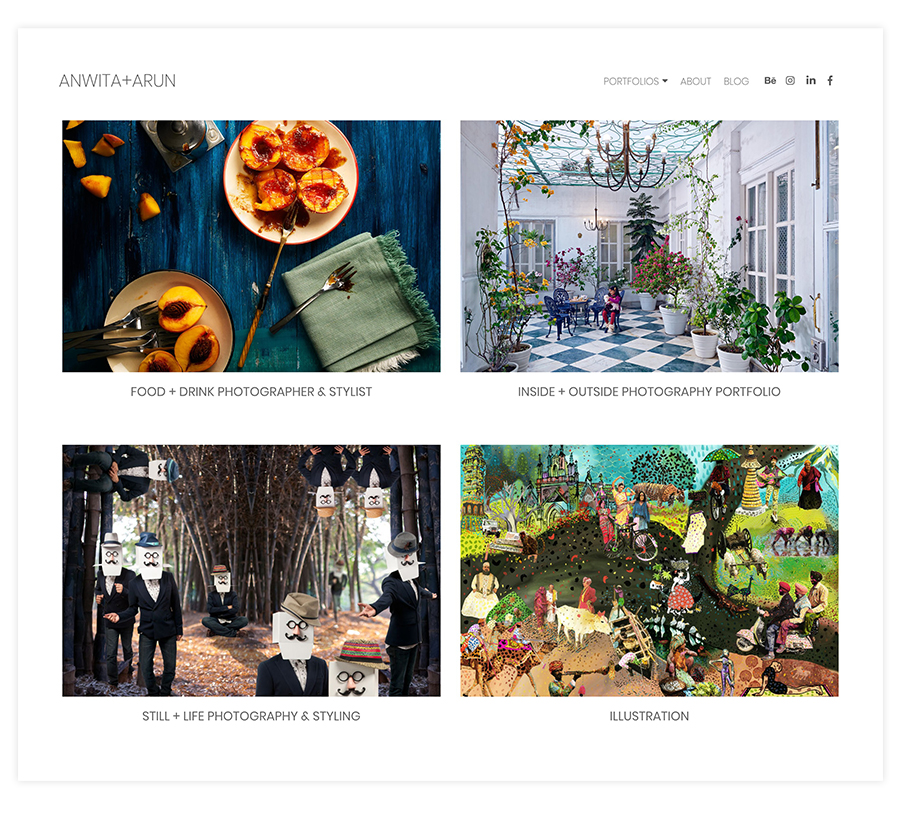 ANWITA+ARUN
PORTFOLIOS ABOUT BLOG Bē in f
FOOD + DRINK PHOTOGRAPHER & STYLIST
INSIDE + OUTSIDE PHOTOGRAPHY PORTFOLIO
STILL + LIFE PHOTOGRAPHY & STYLING
ILLUSTRATION